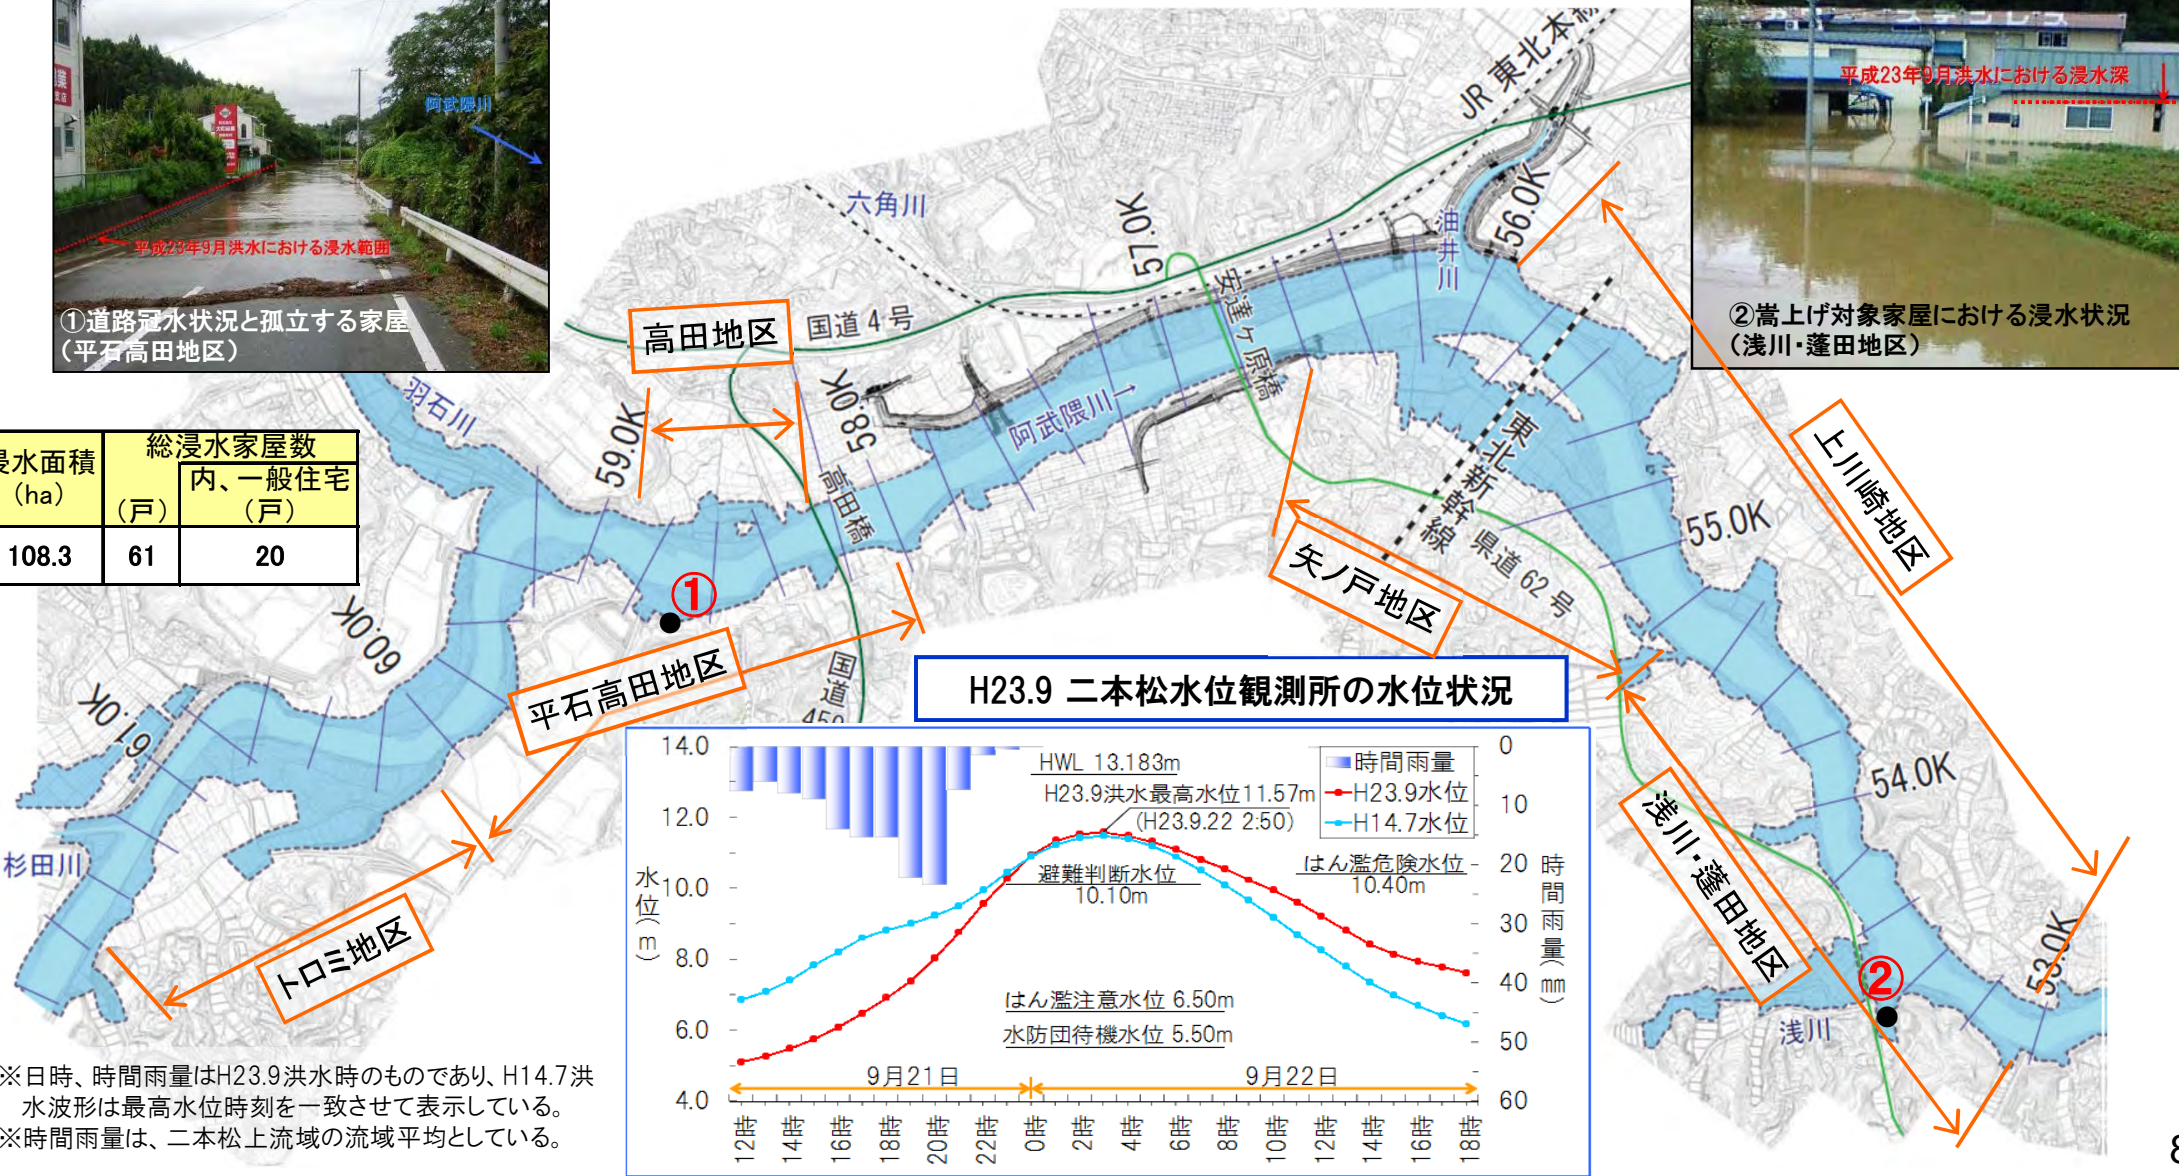 阿武隈川
平成23年9月洪水における浸水範囲
①道路冠水状況と孤立する家屋
（平石高田地区）
平成23年9月洪水における浸水深
②嵩上げ対象家屋における浸水状況
（浅川・蓬田地区）
JR 東北本線
六角川
57.0K
油井川
56.0K
安達ヶ原橋
国道4号
高田地区
羽石川
59.0K
58.0K
阿武隈川→
高田橋
東北新幹線
県道62号
55.0K
上川崎地区
浸水面積
（ha）
総浸水家屋数
（戸）
内、一般住宅
（戸）
108.3 61 20
①
矢ノ戸地区
60.0K
平石高田地区
国道
61.0K
54.0K
浅川・蓬田地区
杉田川
トロミ地区
②
53.0K
浅川
H23.9 二本松水位観測所の水位状況
HWL 13.183m
H23.9洪水最高水位11.57m
（H23.9.22 2:50）
時間雨量
H23.9水位
H14.7水位
避難判断水位
10.10m
はん濫危険水位
10.40m
はん濫注意水位 6.50m
水防団待機水位 5.50m
9月21日 9月22日
水位（m）
14.0
12.0
10.0
8.0
6.0
4.0
時間雨量（mm）
0
10
20
30
40
50
60
12時 14時 16時 18時 20時 22時 0時 2時 4時 6時 8時 10時 12時 14時 16時 18時
※日時、時間雨量はH23.9洪水時のものであり、H14.7洪
水波形は最高水位時刻を一致させて表示している。
※時間雨量は、二本松上流域の流域平均としている。